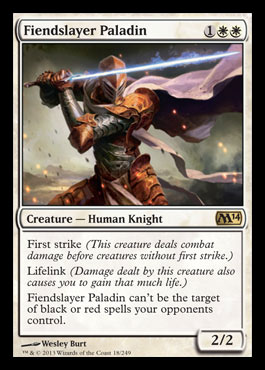 Fiendslayer Paladin 1
Creature — Human Knight M14
First strike (This creature deals combat
damage before creatures without first strike.)
Lifelink (Damage dealt by this creature also
causes you to gain that much life.)
Fiendslayer Paladin can't be the target
of black or red spells your opponents
control.
2/2
Wesley Burt
™ & © 2013 Wizards of the Coast 18/249